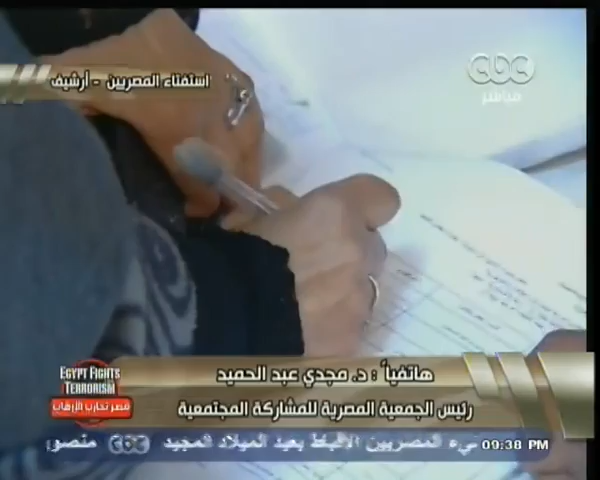 استفتاء المصريين - أرشيف
cbc
مباشر
هاتفياً : د. مجدي عبد الحميد
رئيس الجمعية المصرية للمشاركة المجتمعية
EGYPT FIGHTS
TERRORISM
مصر تحارب الإرهاب
09:38 PM
المصريين الأقباط بعيد الميلاد المجيد cbc